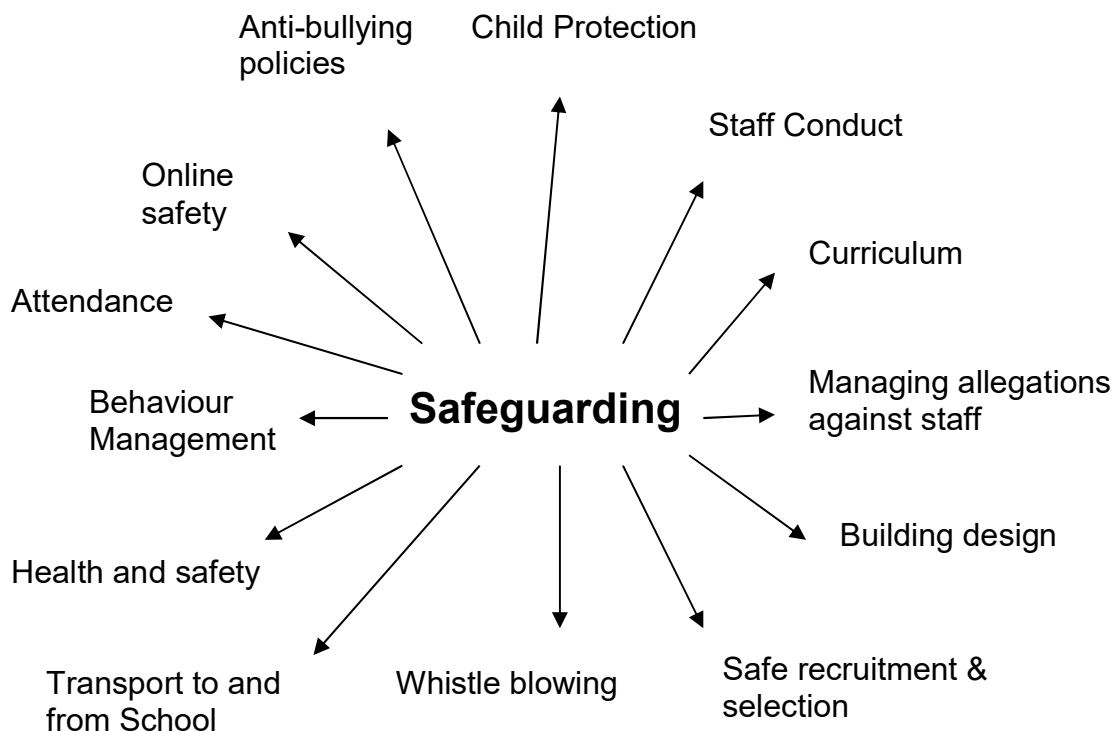 Anti-bullying
policies
Child Protection
Staff Conduct
Online
safety
Curriculum
Attendance
Managing allegations
against staff
Behaviour
Management
Safeguarding
Building design
Health and safety
Transport to and
from School
Whistle blowing
Safe recruitment &
selection